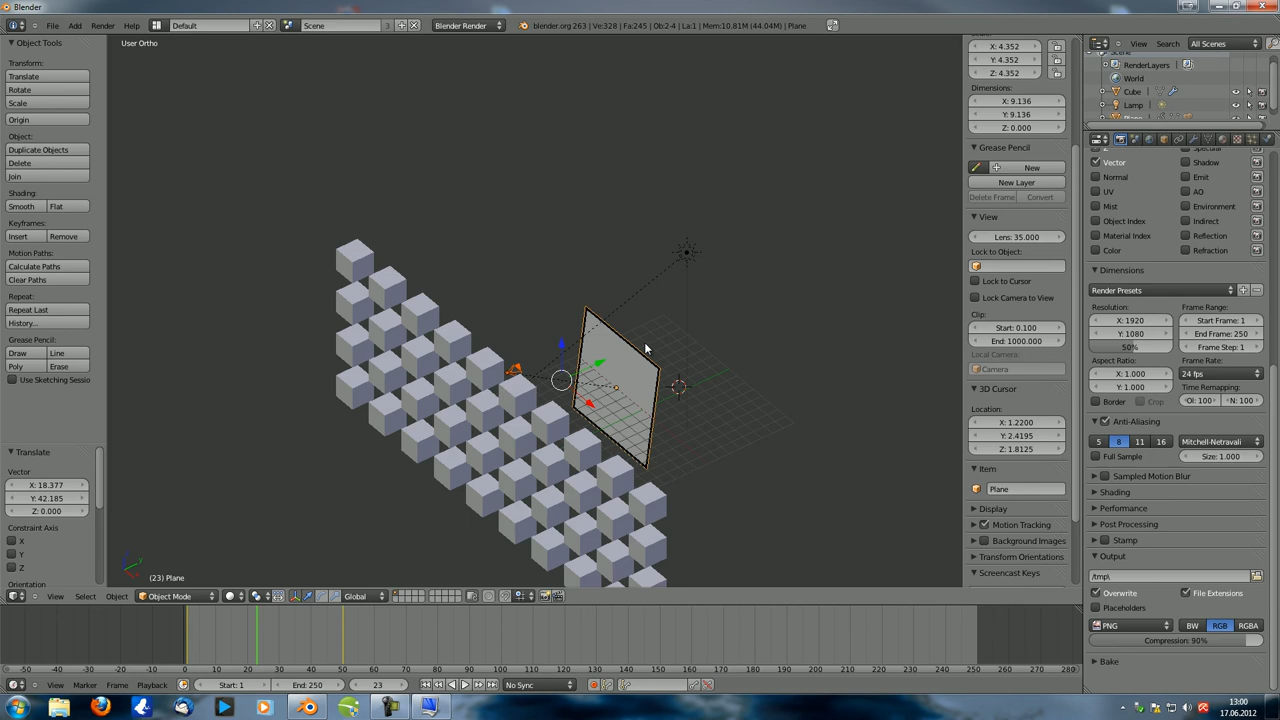 Blender
File Add Render Help
Default
Scene 3
Blender Render
blender.org 263 | Ve:328 | Fa:245 | Ob:2-4 | La:1 | Mem:10.81M (44.04M) | Plane
Object Tools
Transform:
Translate
Rotate
Scale
Origin
Object:
Duplicate Objects
Delete
Join
Shading:
Smooth Flat
Keyframes:
Insert Remove
Motion Paths:
Calculate Paths
Clear Paths
Repeat:
Repeat Last
History...
Grease Pencil:
Draw Line
Poly Erase
Use Sketching Sessio
Translate
Vector
X: 18.377
Y: 42.185
Z: 0.000
Constraint Axis
X
Y
Z
Orientation
User Ortho
(23) Plane
X: 4.352
Y: 4.352
Z: 4.352
Dimensions:
X: 9.136
Y: 9.136
Z: 0.000
Grease Pencil
New
New Layer
Delete Frame Convert
View
Lens: 35.000
Lock to Object:
Lock to Cursor
Lock Camera to View
Clip:
Start: 0.100
End: 1000.000
Local Camera:
Camera
3D Cursor
Location:
X: 1.2200
Y: 2.4195
Z: 1.8125
Item
Plane
Display
Motion Tracking
Background Images
Transform Orientations
Screencast Keys
View Search All Scenes
RenderLayers
World
Cube
Lamp
Vector Shadow
Normal Emit
UV AO
Mist Environment
Object Index Indirect
Material Index Reflection
Color Refraction
Dimensions
Render Presets
Resolution: Frame Range:
X: 1920 Start Frame: 1
Y: 1080 End Frame: 250
50% Frame Step: 1
Aspect Ratio: Frame Rate:
X: 1.000 24 fps
Y: 1.000 Time Remapping:
Border Crop Ol: 100 N: 100
Anti-Aliasing
5 8 11 16 Mitchell-Netravali
Full Sample Size: 1.000
Sampled Motion Blur
Shading
Performance
Post Processing
Stamp
Output
/tmp\
Overwrite File Extensions
Placeholders
PNG BW RGB RGBA
Compression: 90%
Bake
View Select Object Object Mode Global
-50 -40 -30 -20 -10 0 10 20 30 40 50 60 70 80 90 100 110 120 130 140 150 160 170 180 190 200 210 220 230 240 250 260 270 280
View Marker Frame Playback Start: 1 End: 250 23 No Sync
13:00
17.06.2012